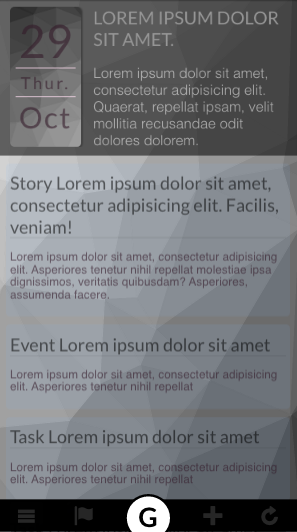 29
Thur.
Oct
LOREM IPSUM DOLOR
SIT AMET.
Lorem ipsum dolor sit amet,
consectetur adipisicing elit.
Quaerat, repellat ipsam, velit
mollitia recusandae odit
dolores dolorem.
Story Lorem ipsum dolor sit amet,
consectetur adipisicing elit. Facilis,
veniam!
Lorem ipsum dolor sit amet, consectetur adipisicing
elit. Asperiores tenetur nihil repellat molestiae ipsa
dignissimos, veritatis quibusdam? Asperiores,
assumenda facere.
Event Lorem ipsum dolor sit amet
Lorem ipsum dolor sit amet, consectetur adipisicing
elit. Asperiores tenetur nihil repellat
Task Lorem ipsum dolor sit amet
Lorem ipsum dolor sit amet, consectetur adipisicing
elit. Asperiores tenetur nihil repellat
G